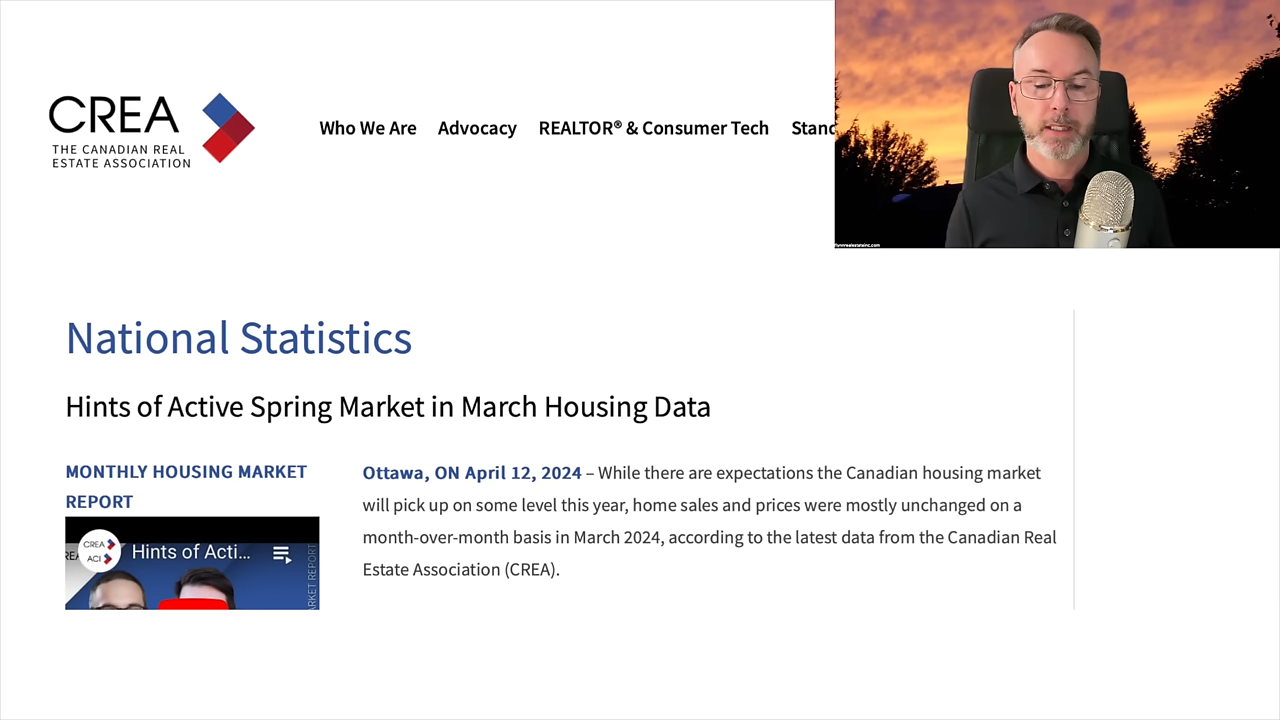 CREA
THE CANADIAN REAL
ESTATE ASSOCIATION
Who We Are Advocacy REALTOR® & Consumer Tech Stand
National Statistics
Hints of Active Spring Market in March Housing Data
MONTHLY HOUSING MARKET
REPORT
CREA
ACI
Hints of Acti...
Ottawa, ON April 12, 2024 – While there are expectations the Canadian housing market
will pick up on some level this year, home sales and prices were mostly unchanged on a
month-over-month basis in March 2024, according to the latest data from the Canadian Real
Estate Association (CREA).